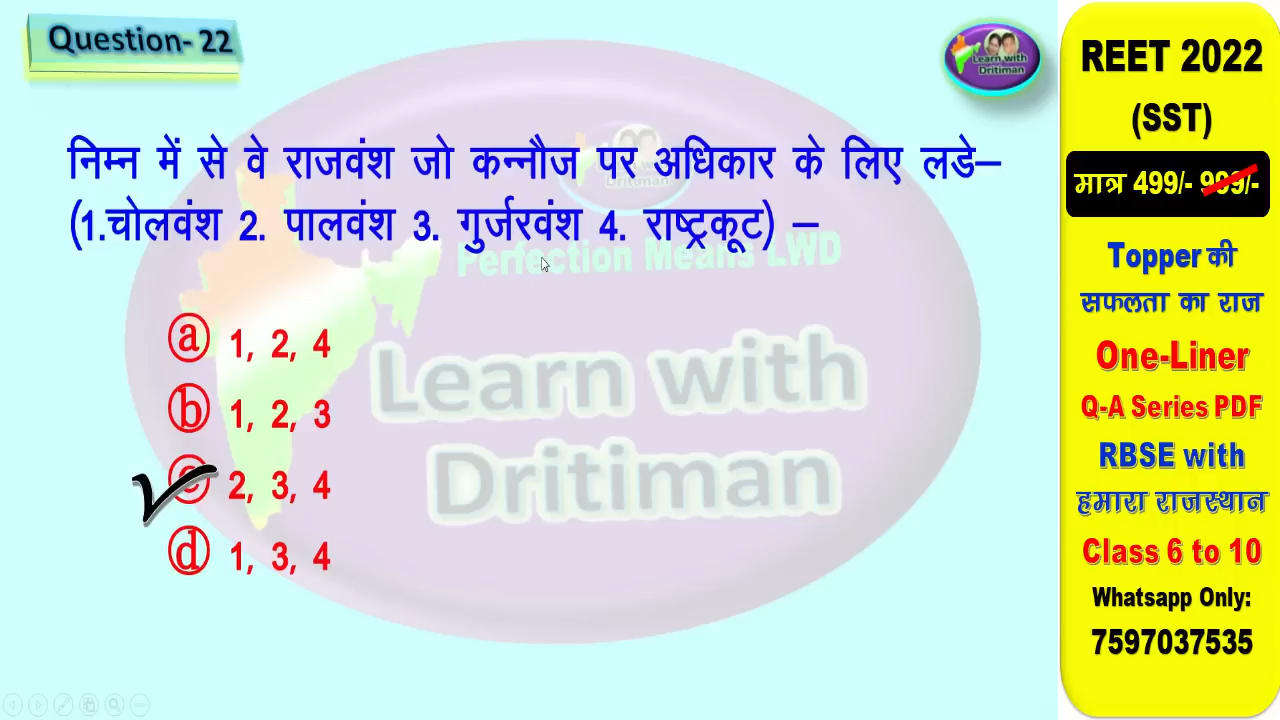 Question- 22
Learn with
Dritiman
निम्न में से वे राजवंश जो कन्नौज पर अधिकार के लिए लडे–
(1.चोलवंश 2. पालवंश 3. गुर्जरवंश 4. राष्ट्रकूट) –
Perfection Means LWD
ⓐ 1, 2, 4
ⓑ 1, 2, 3
ⓒ 2, 3, 4
ⓓ 1, 3, 4
Learn with
Dritiman
REET 2022
(SST)
मात्र 499/- 999/-
Topper की
सफलता का राज
One-Liner
Q-A Series PDF
RBSE with
हमारा राजस्थान
Class 6 to 10
Whatsapp Only:
7597037535